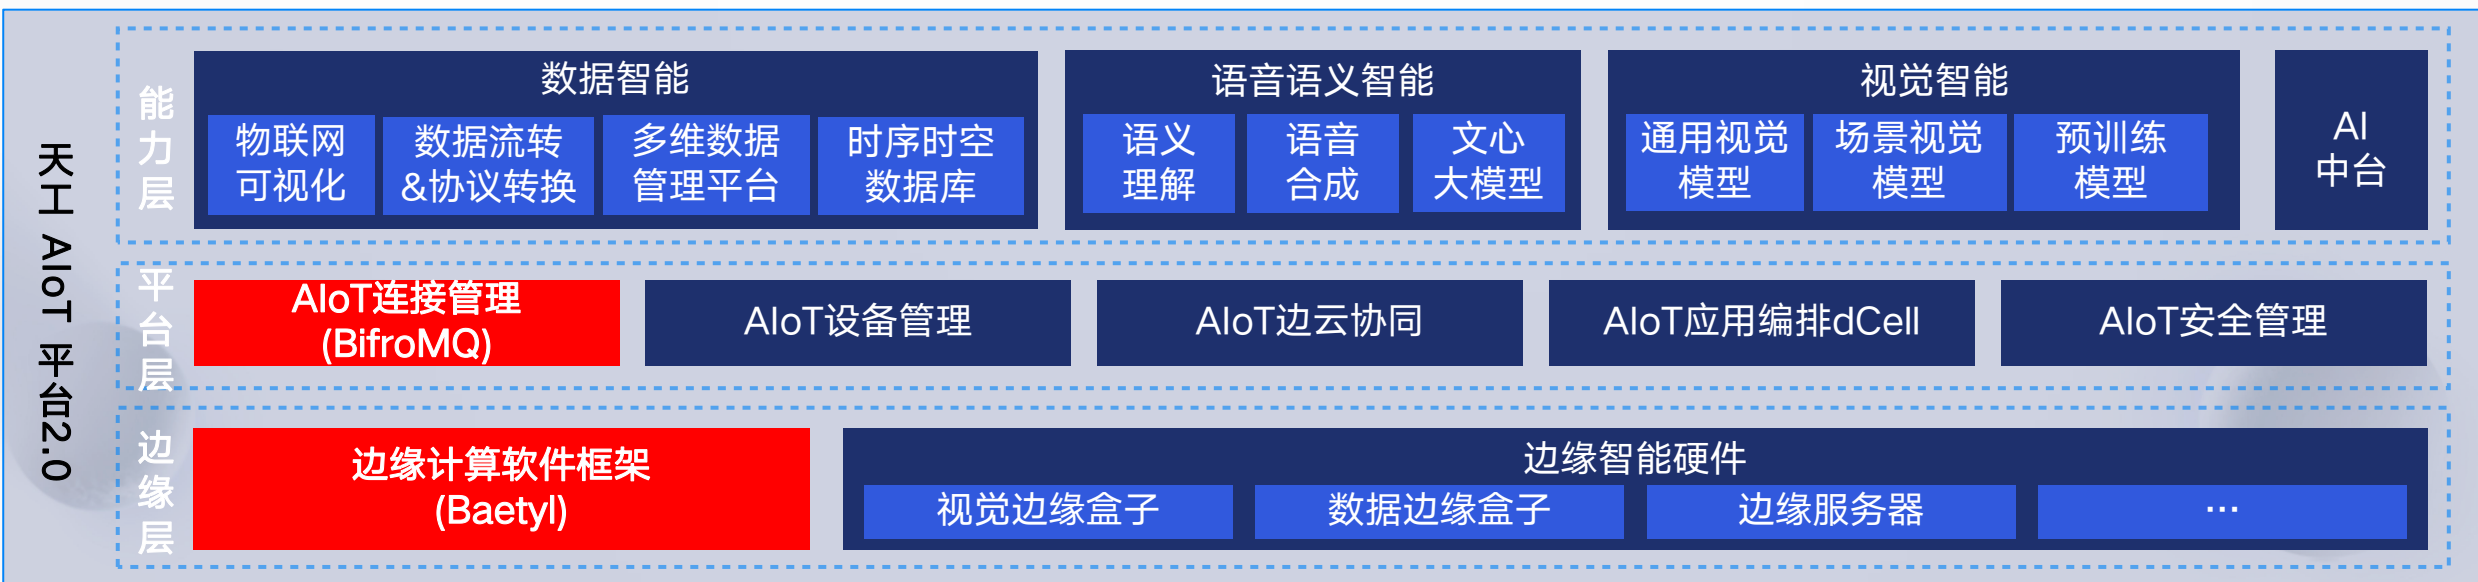 天工 AIoT 平台2.0
能力层
数据智能
物联网
可视化
数据流转
&协议转换
多维数据
管理平台
时序时空
数据库
语音语义智能
语义
理解
语音
合成
文心
大模型
视觉智能
通用视觉
模型
场景视觉
模型
预训练
模型
AI
中台
平台层
AIoT连接管理
(BifroMQ)
AIoT设备管理
AIoT边云协同
AIoT应用编排dCell
AIoT安全管理
边缘层
边缘计算软件框架
(Baetyl)
边缘智能硬件
视觉边缘盒子
数据边缘盒子
边缘服务器
...